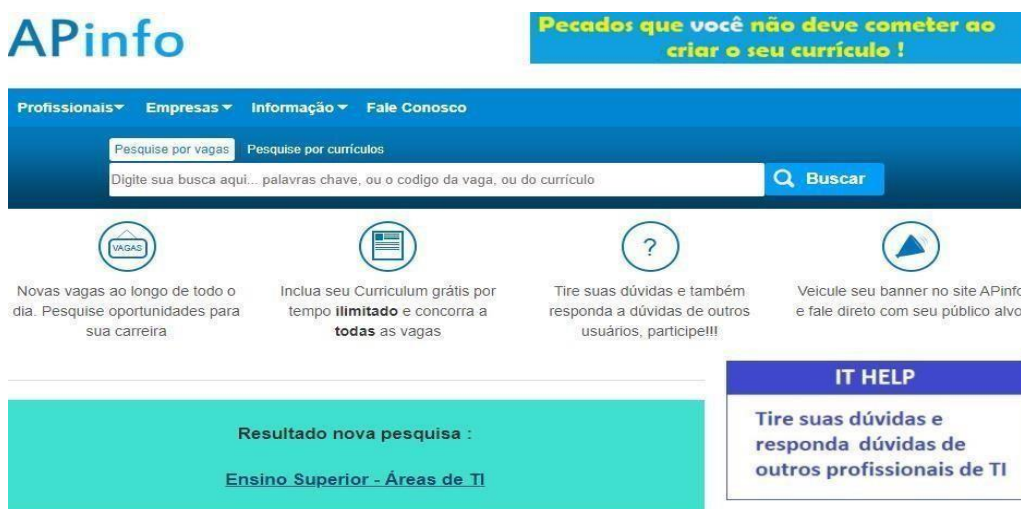 APinfo
Pecados que você não deve cometer ao
criar o seu currículo !
Profissionais Empresas Informação Fale Conosco
Pesquise por vagas Pesquise por currículos
Digite sua busca aqui... palavras chave, ou o codigo da vaga, ou do currículo
Buscar
VAGAS
?
Novas vagas ao longo de todo o
dia. Pesquise oportunidades para
sua carreira
Inclua seu Curriculum grátis por
tempo ilimitado e concorra a
todas as vagas
Tire suas dúvidas e também
responda a dúvidas de outros
usuários, participe!!!
Veicule seu banner no site APinfo
e fale direto com seu público alvo
Resultado nova pesquisa :
Ensino Superior - Áreas de TI
IT HELP
Tire suas dúvidas e
responda dúvidas de
outros profissionais de TI